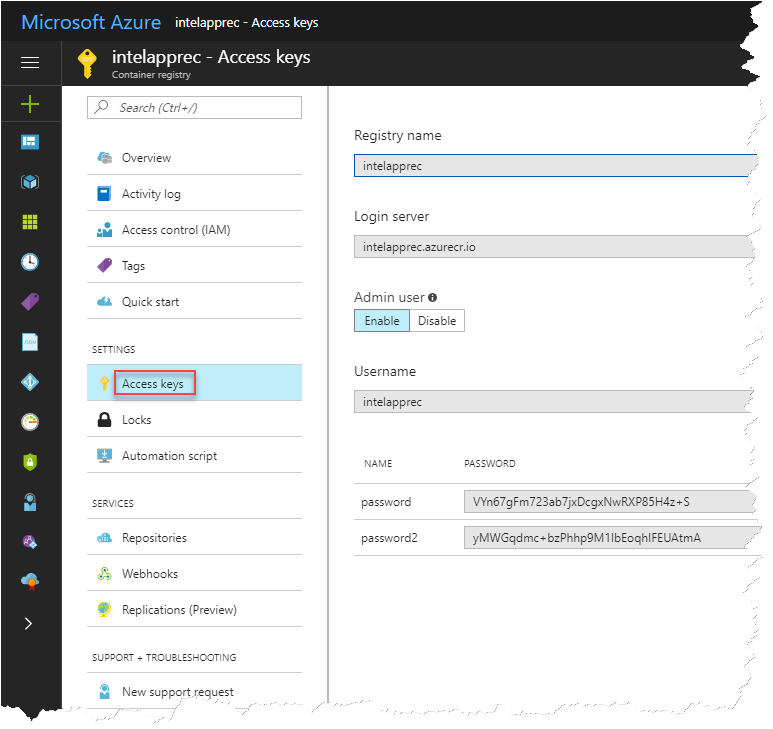 Microsoft Azure intelapprec - Access keys
intelapprec - Access keys
Container registry
Search (Ctrl+/)
Overview
Activity log
Access control (IAM)
Tags
Quick start
SETTINGS
Access keys
Locks
Automation script
SERVICES
Repositories
Webhooks
Replications (Preview)
SUPPORT + TROUBLESHOOTING
New support request
Registry name
intelapprec
Login server
intelapprec.azurecr.io
Admin user
Enable Disable
Username
intelapprec
NAME PASSWORD
password VYn67gFm723ab7jxDcgxNwRXP85H4z+S
password2 yMWGqdmc+bzPhhp9M1IbEoqhIFEUAtmA